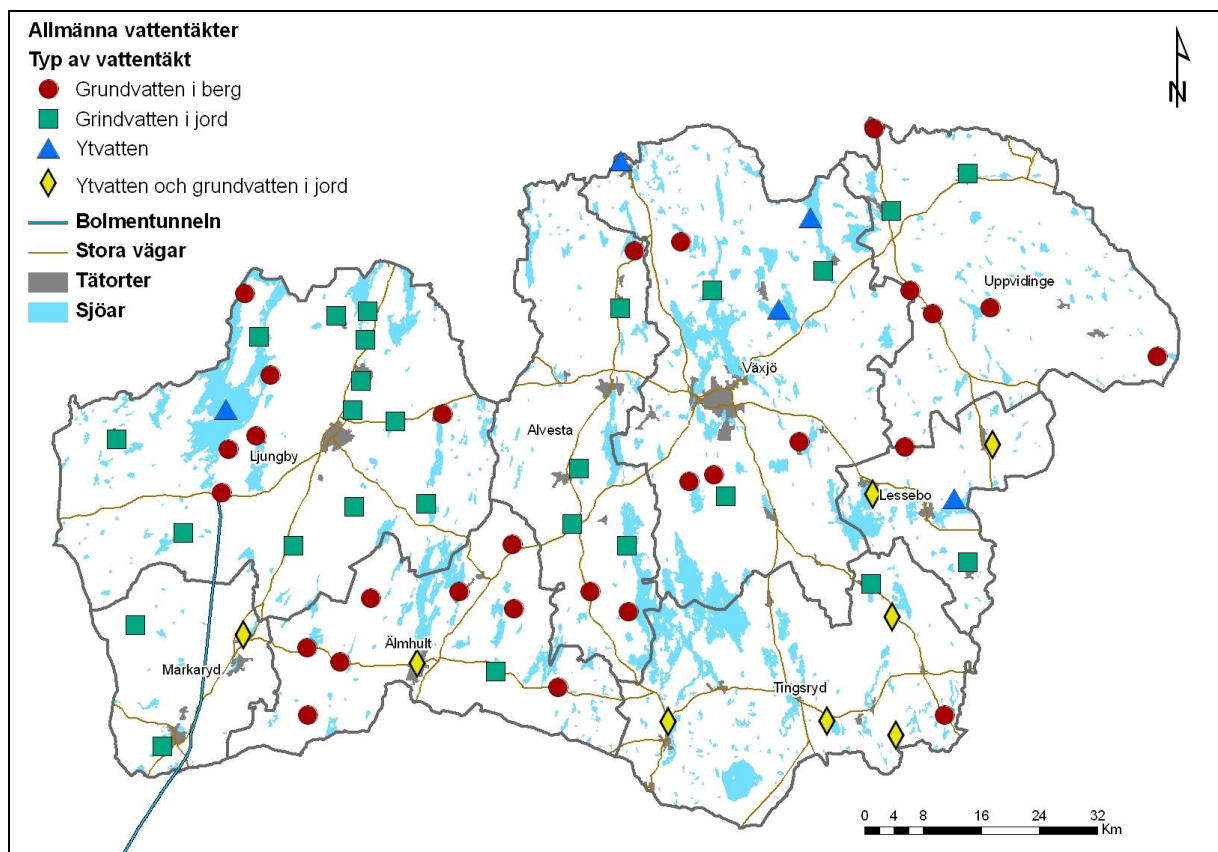 Allmänna vattentäkter
Typ av vattentäkt
Grundvatten i berg
Grindvatten i jord
Ytvatten
Ytvatten och grundvatten i jord
Bolmentunneln
Stora vägar
Tätorter
Sjöar
N
Uppvidinge
Växjö
Alvesta
Ljungby
Lessebo
Älmhult
Markaryd
Tingsryd
0 4 8 16 24 32
Km